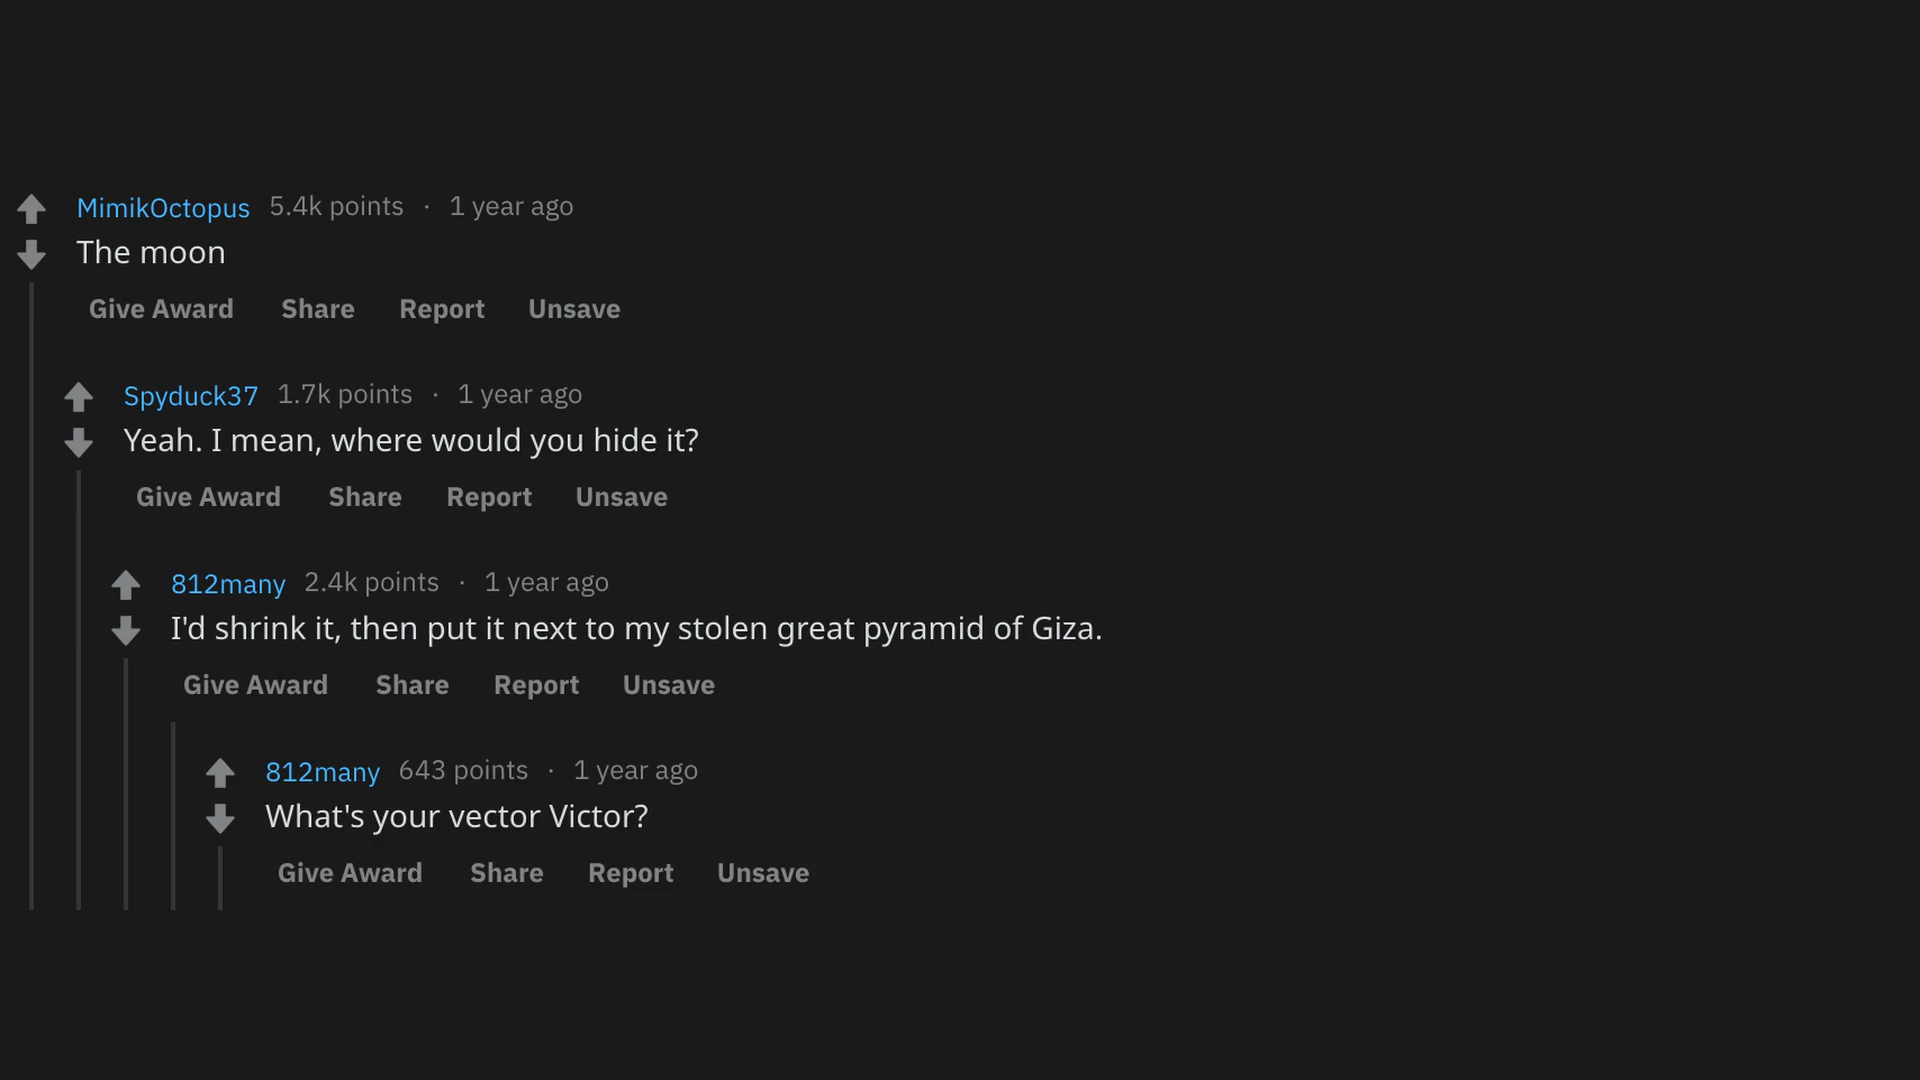 MimikOctopus 5.4k points · 1 year ago
The moon
Give Award Share Report Unsave
Spyduck37 1.7k points · 1 year ago
Yeah. I mean, where would you hide it?
Give Award Share Report Unsave
812many 2.4k points · 1 year ago
I'd shrink it, then put it next to my stolen great pyramid of Giza.
Give Award Share Report Unsave
812many 643 points · 1 year ago
What's your vector Victor?
Give Award Share Report Unsave